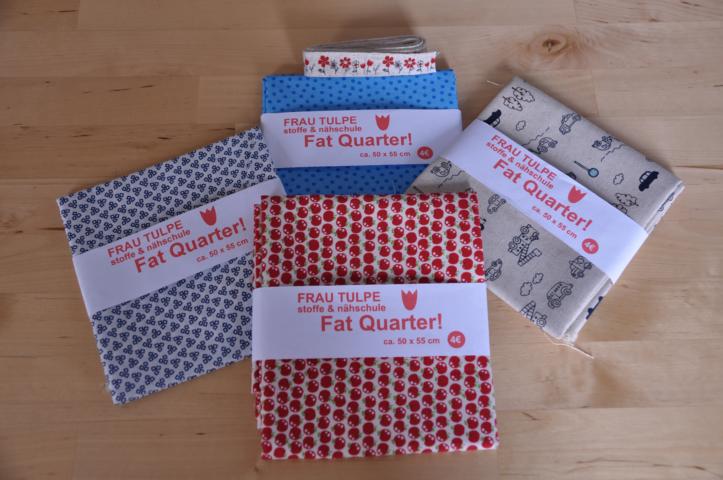 FRAU TULPE
stoffe & nähschule
Fat Quarter!
ca. 50 x 55 cm
4€
FRAU TULPE
stoffe & nähschule
Fat Quarter!
ca. 50 x 55 cm
4€
FRAU TULPE
stoffe & nähschule
Fat Quarter!
ca. 50 x 55 cm
FRAU TULPE
stoffe & nähschule
Fat Quarter!
ca. 50 x 55 cm
4€